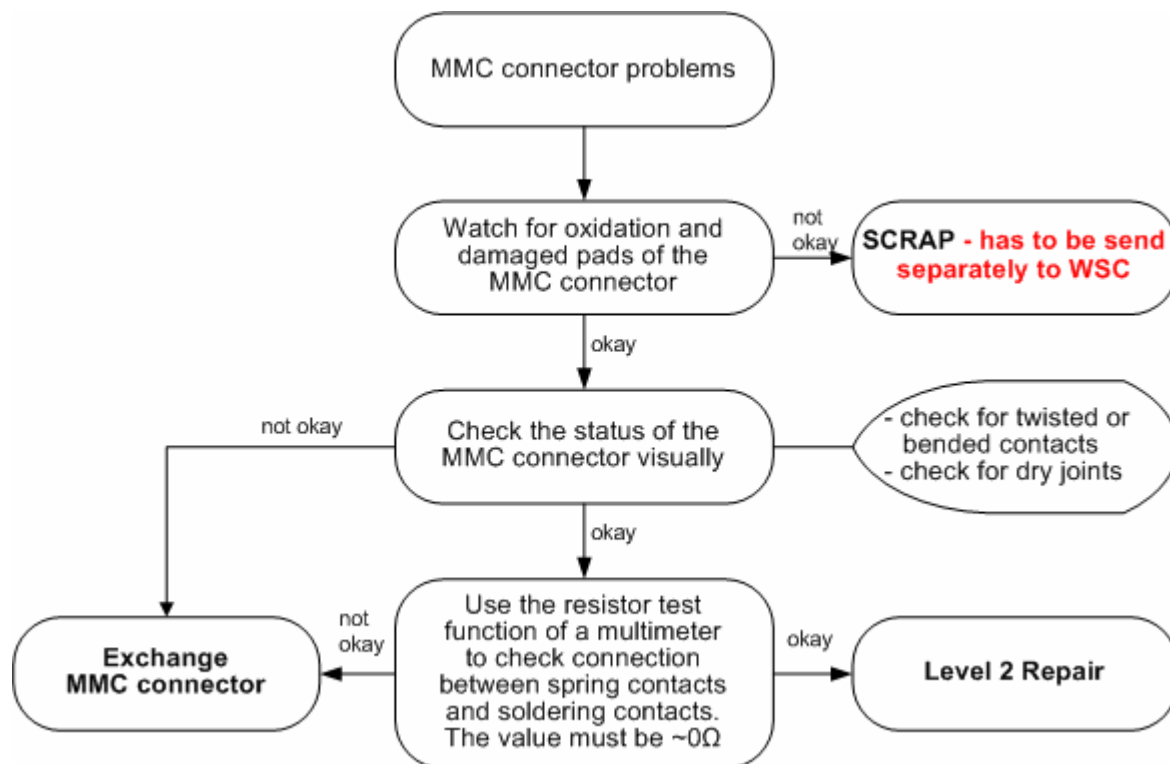 MMC connector problems
Watch for oxidation and
damaged pads of the
MMC connector
not
okay
SCRAP - has to be send
separately to WSC
okay
Check the status of the
MMC connector visually
not okay
- check for twisted or
bended contacts
- check for dry joints
okay
Use the resistor test
function of a multimeter
to check connection
between spring contacts
and soldering contacts.
The value must be ~0Ω
not
okay
Exchange
MMC connector
okay
Level 2 Repair